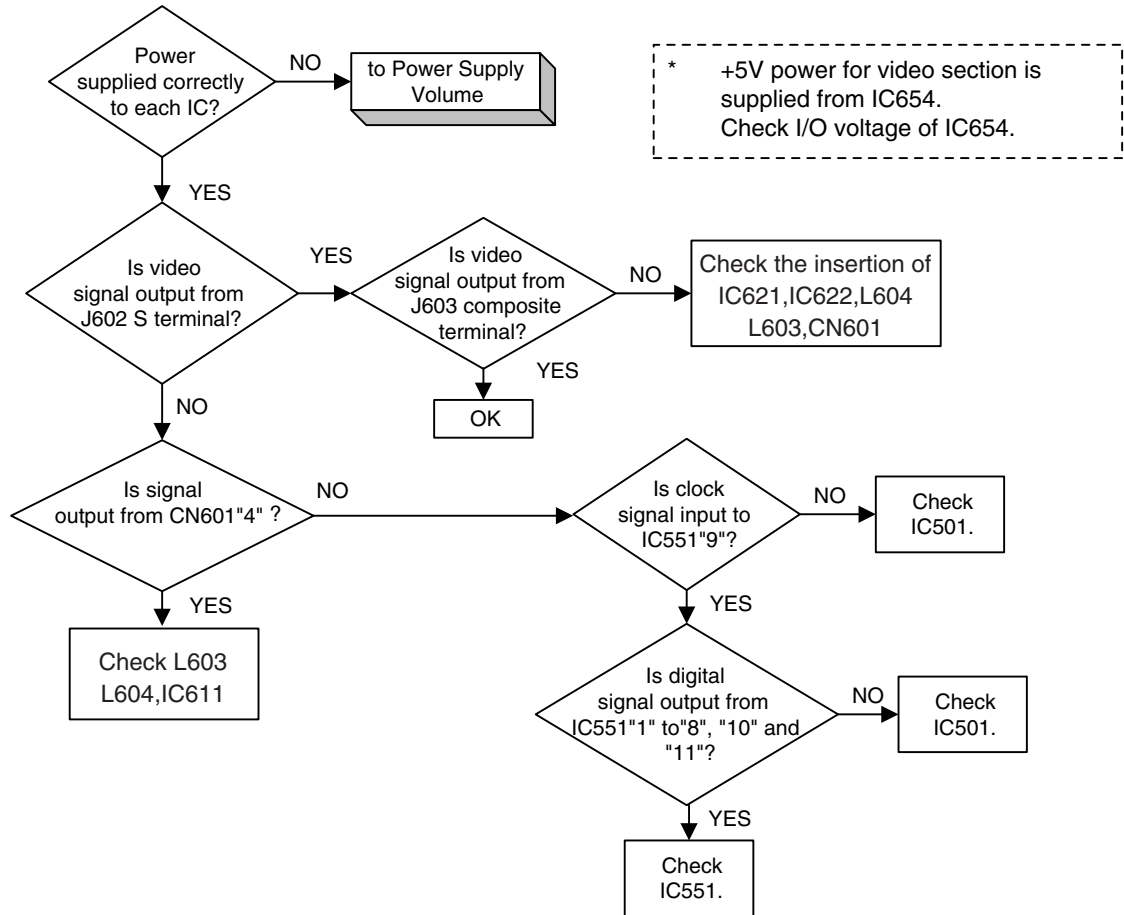 Power
supplied correctly
to each IC?
NO
to Power Supply
Volume
* +5V power for video section is
supplied from IC654.
Check I/O voltage of IC654.
YES
Is video
signal output from
J602 S terminal?
YES
Is video
signal output from
J603 composite
terminal?
NO
Check the insertion of
IC621,IC622,L604
L603,CN601
YES
OK
NO
Is signal
output from CN601"4" ?
NO
Is clock
signal input to
IC551"9"?
NO
Check
IC501.
YES
Check L603
L604,IC611
YES
Is digital
signal output from
IC551"1" to"8", "10" and
"11"?
NO
Check
IC501.
YES
Check
IC551.